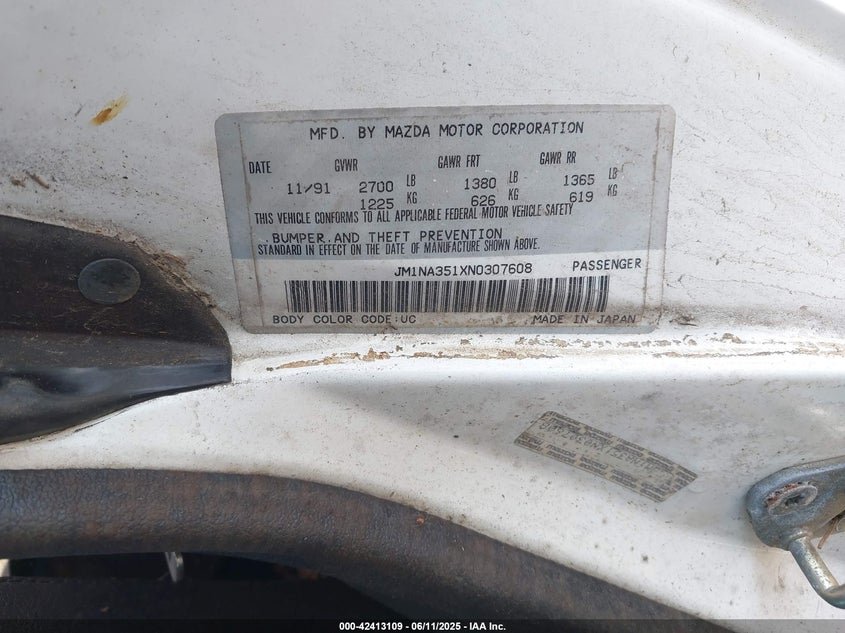 MFD. BY MAZDA MOTOR CORPORATION
DATE GVWR GAWR FRT GAWR RR
11/91 2700 LB 1380 LB 1365 LB
1225 KG 626 KG 619 KG
THIS VEHICLE CONFORMS TO ALL APPLICABLE FEDERAL MOTOR VEHICLE SAFETY
BUMPER AND THEFT PREVENTION
STANDARD IN EFFECT ON THE DATE OF MANUFACTURE SHOWN ABOVE.
JM1NA351XN0307608 PASSENGER
BODY COLOR CODE:UC MADE IN JAPAN
000-42413109 - 06/11/2025 - IAA Inc.